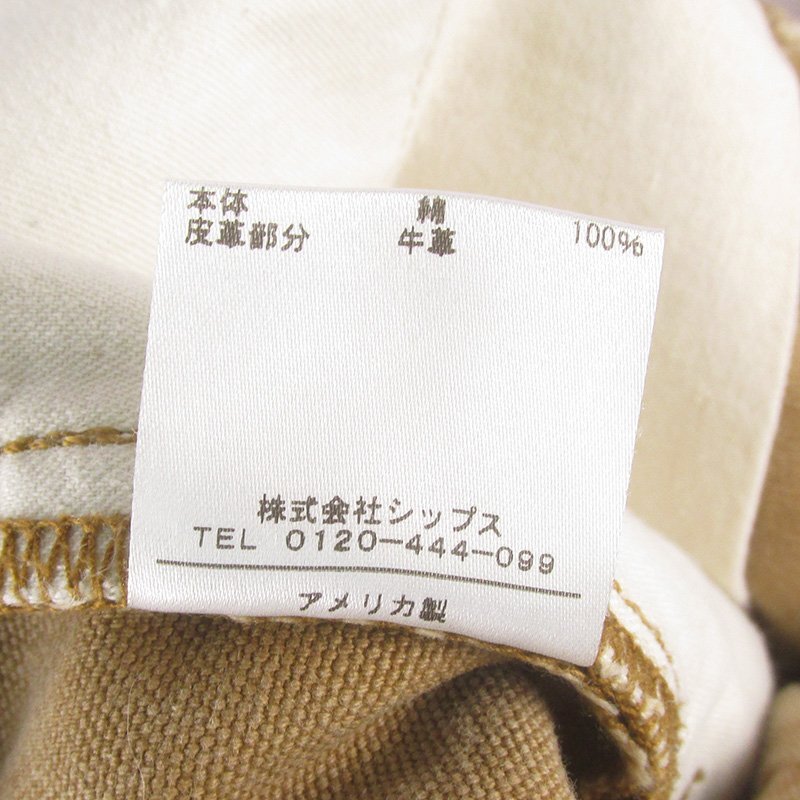 本体 綿 100%
皮革部分 牛革
株式会社シップス
TEL 0120-444-099
アメリカ製